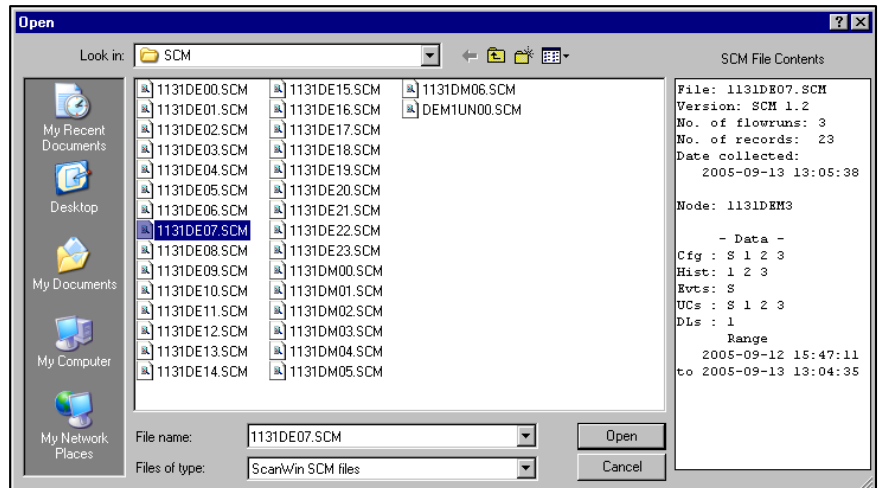 Open
Look in: SCM
SCM File Contents
My Recent
Documents
Desktop
My Documents
My Computer
My Network
Places
1131DE00.SCM
1131DE01.SCM
1131DE02.SCM
1131DE03.SCM
1131DE04.SCM
1131DE05.SCM
1131DE06.SCM
1131DE07.SCM
1131DE08.SCM
1131DE09.SCM
1131DE10.SCM
1131DE11.SCM
1131DE12.SCM
1131DE13.SCM
1131DE14.SCM
1131DE15.SCM
1131DE16.SCM
1131DE17.SCM
1131DE18.SCM
1131DE19.SCM
1131DE20.SCM
1131DE21.SCM
1131DE22.SCM
1131DE23.SCM
1131DM00.SCM
1131DM01.SCM
1131DM02.SCM
1131DM03.SCM
1131DM04.SCM
1131DM05.SCM
1131DM06.SCM
DEM1UN00.SCM
File: 1131DE07.SCM
Version: SCM 1.2
No. of flowruns: 3
No. of records: 23
Date collected:
2005-09-13 13:05:38
Node: 1131DEM3
- Data -
Cfg : S 1 2 3
Hist: 1 2 3
Evts: S
UCs : S 1 2 3
DLs : 1
Range
2005-09-12 15:47:11
to 2005-09-13 13:04:35
File name: 1131DE07.SCM Open
Files of type: ScanWin SCM files Cancel